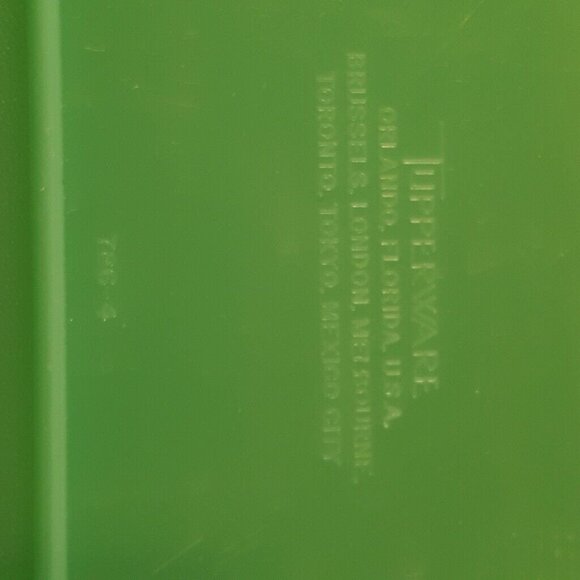 TUPPERWARE
ORLANDO, FLORIDA, U.S.A.
BRUSSELS, LONDON, MELBOURNE
TORONTO, TOKYO, MEXICO CITY